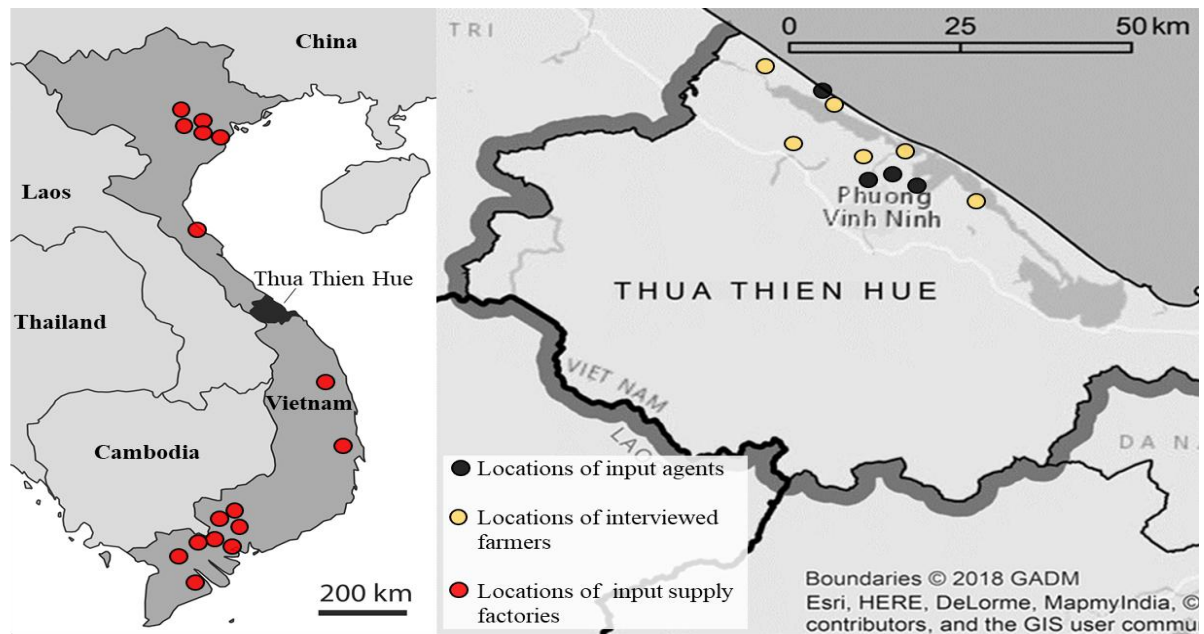 China
Laos
Thua Thien Hue
Thailand
Vietnam
Cambodia
200 km
TRI
0 25 50 km
Phuong
Vinh Ninh
THUA THIEN HUE
VIET NAM
LAO
DA N
Locations of input agents
Locations of interviewed
farmers
Locations of input supply
factories
Boundaries © 2018 GADM
Esri, HERE, DeLorme, MapmyIndia, ©
contributors, and the GIS user commu